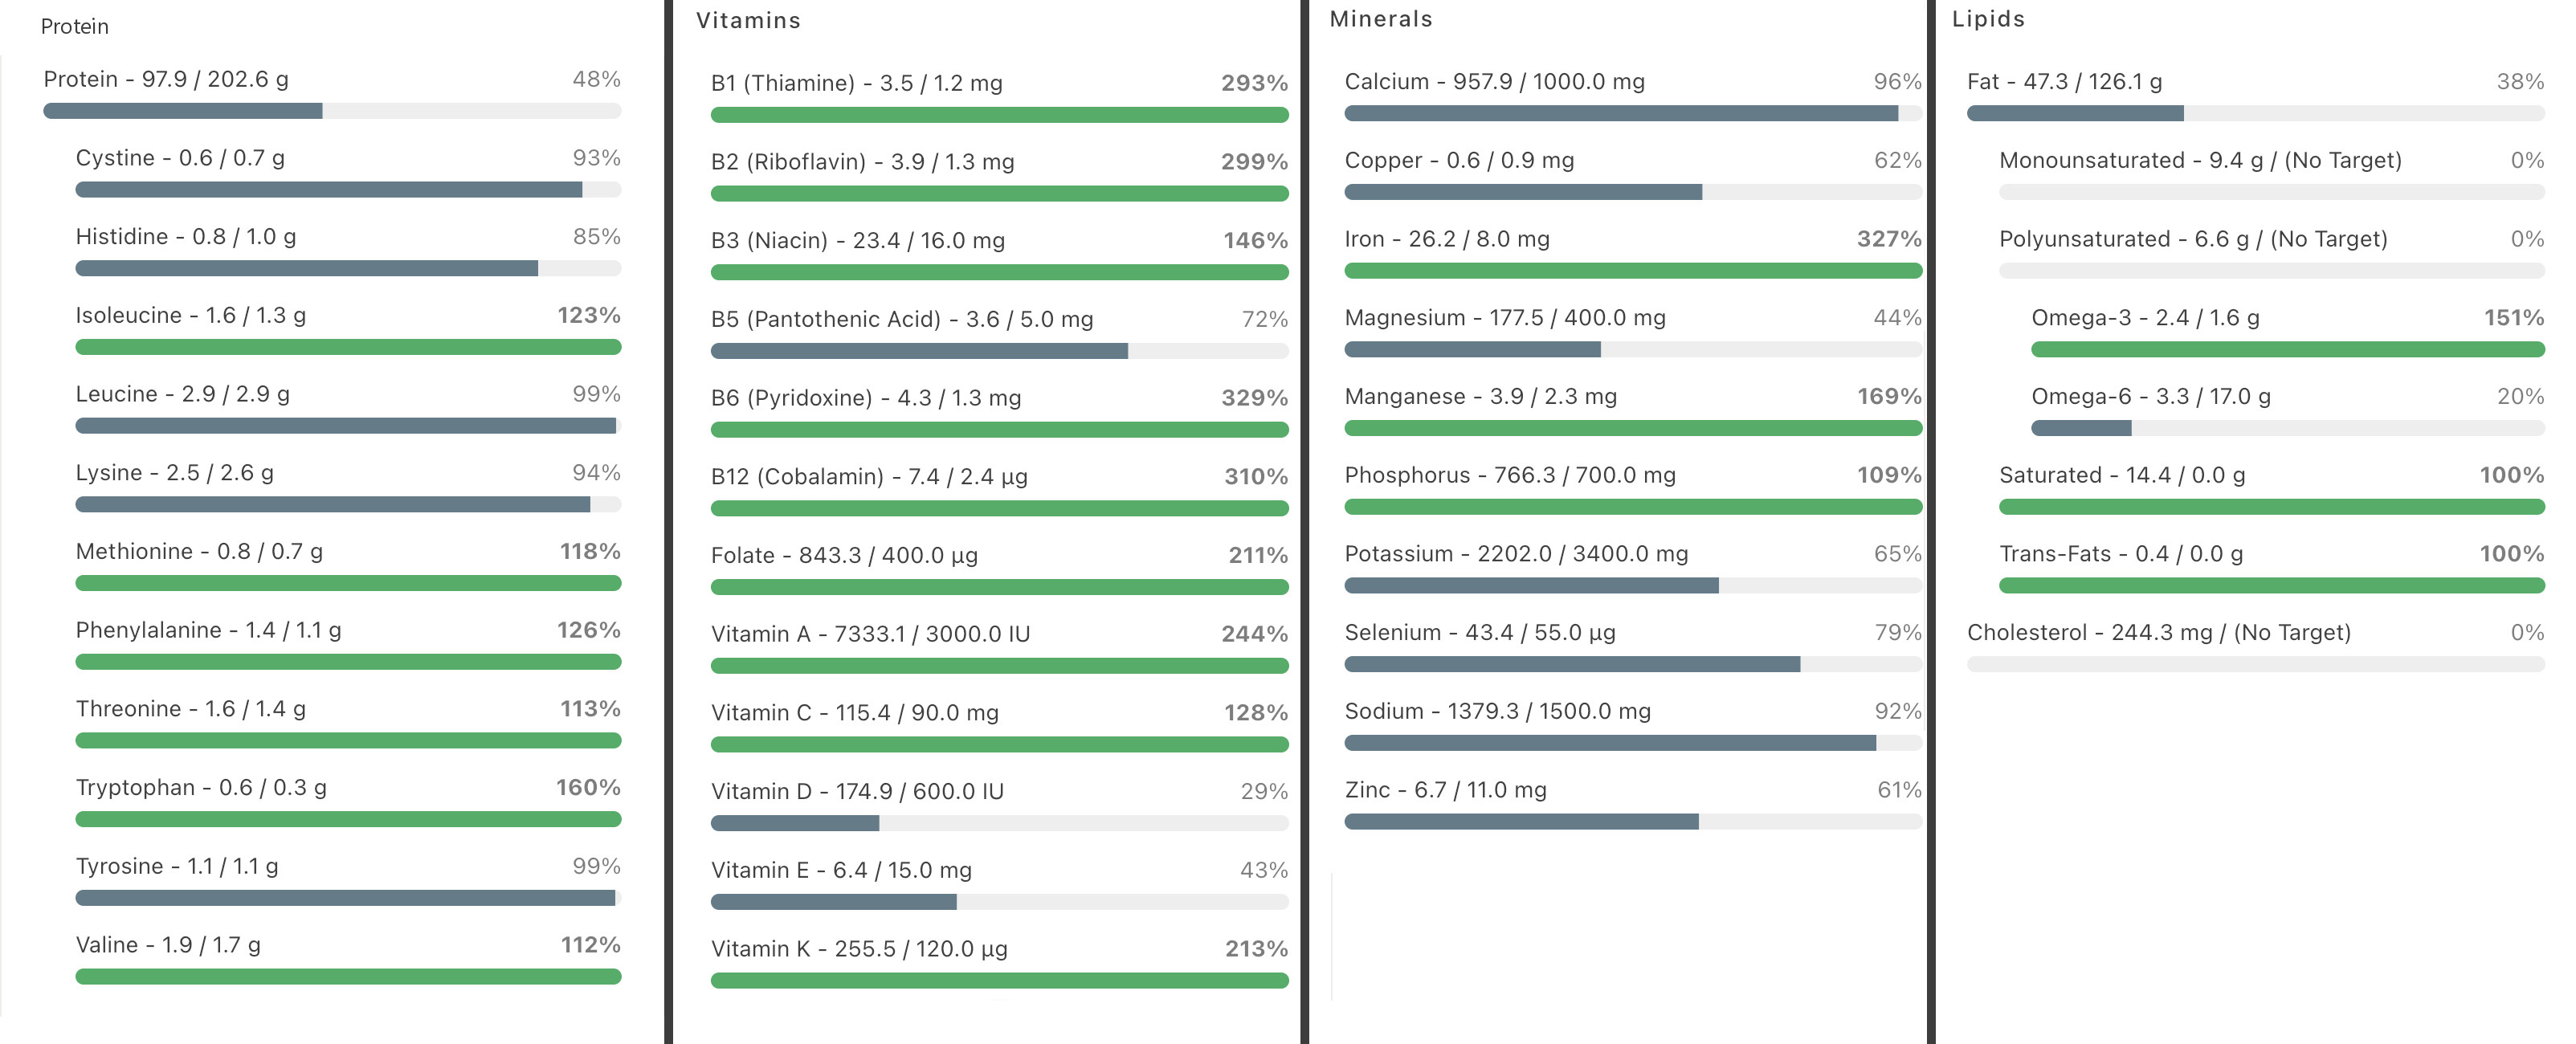 Protein
Protein - 97.9 / 202.6 g 48%
Cystine - 0.6 / 0.7 g 93%
Histidine - 0.8 / 1.0 g 85%
Isoleucine - 1.6 / 1.3 g 123%
Leucine - 2.9 / 2.9 g 99%
Lysine - 2.5 / 2.6 g 94%
Methionine - 0.8 / 0.7 g 118%
Phenylalanine - 1.4 / 1.1 g 126%
Threonine - 1.6 / 1.4 g 113%
Tryptophan - 0.6 / 0.3 g 160%
Tyrosine - 1.1 / 1.1 g 99%
Valine - 1.9 / 1.7 g 112%
Vitamins
B1 (Thiamine) - 3.5 / 1.2 mg 293%
B2 (Riboflavin) - 3.9 / 1.3 mg 299%
B3 (Niacin) - 23.4 / 16.0 mg 146%
B5 (Pantothenic Acid) - 3.6 / 5.0 mg 72%
B6 (Pyridoxine) - 4.3 / 1.3 mg 329%
B12 (Cobalamin) - 7.4 / 2.4 µg 310%
Folate - 843.3 / 400.0 µg 211%
Vitamin A - 7333.1 / 3000.0 IU 244%
Vitamin C - 115.4 / 90.0 mg 128%
Vitamin D - 174.9 / 600.0 IU 29%
Vitamin E - 6.4 / 15.0 mg 43%
Vitamin K - 255.5 / 120.0 µg 213%
Minerals
Calcium - 957.9 / 1000.0 mg 96%
Copper - 0.6 / 0.9 mg 62%
Iron - 26.2 / 8.0 mg 327%
Magnesium - 177.5 / 400.0 mg 44%
Manganese - 3.9 / 2.3 mg 169%
Phosphorus - 766.3 / 700.0 mg 109%
Potassium - 2202.0 / 3400.0 mg 65%
Selenium - 43.4 / 55.0 µg 79%
Sodium - 1379.3 / 1500.0 mg 92%
Zinc - 6.7 / 11.0 mg 61%
Lipids
Fat - 47.3 / 126.1 g 38%
Monounsaturated - 9.4 g / (No Target) 0%
Polyunsaturated - 6.6 g / (No Target) 0%
Omega-3 - 2.4 / 1.6 g 151%
Omega-6 - 3.3 / 17.0 g 20%
Saturated - 14.4 / 0.0 g 100%
Trans-Fats - 0.4 / 0.0 g 100%
Cholesterol - 244.3 mg / (No Target) 0%